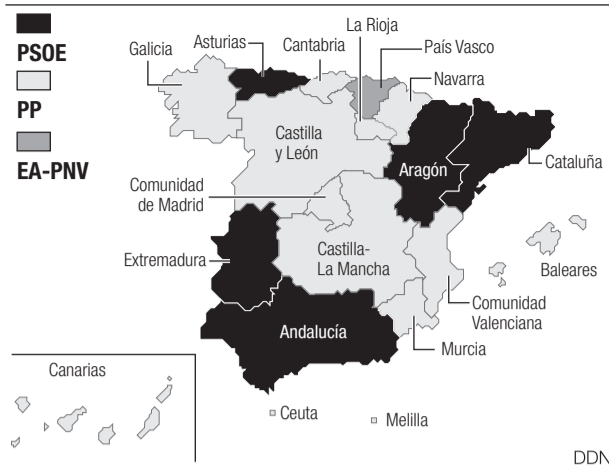 PSOE
PP
EA-PNV
Galicia
Asturias
Cantabria
La Rioja
País Vasco
Navarra
Castilla
y León
Aragón
Cataluña
Comunidad
de Madrid
Extremadura
Castilla-
La Mancha
Baleares
Comunidad
Valenciana
Andalucía
Murcia
Canarias
Ceuta
Melilla
DDN